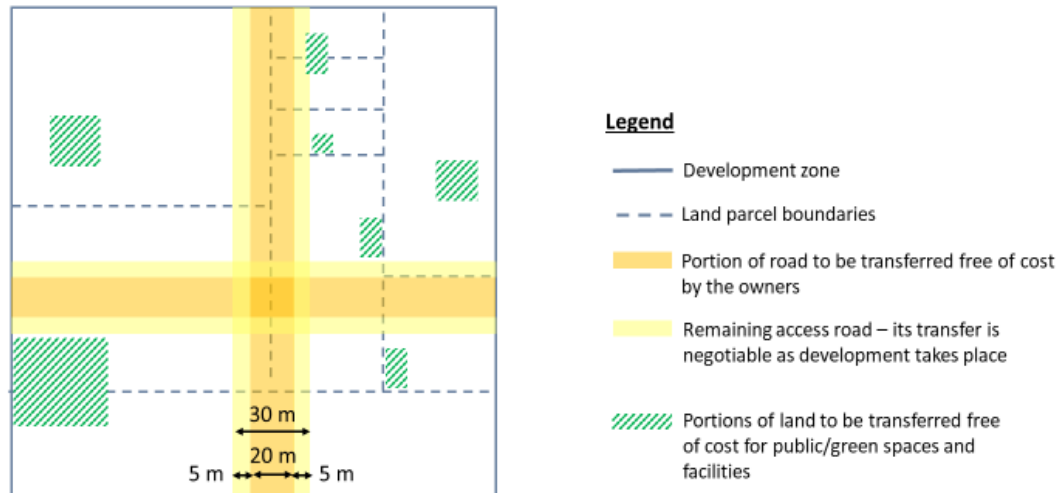 30 m
20 m
5 m
5 m
Legend
Development zone
Land parcel boundaries
Portion of road to be transferred free of cost
by the owners
Remaining access road – its transfer is
negotiable as development takes place
Portions of land to be transferred free
of cost for public/green spaces and
facilities